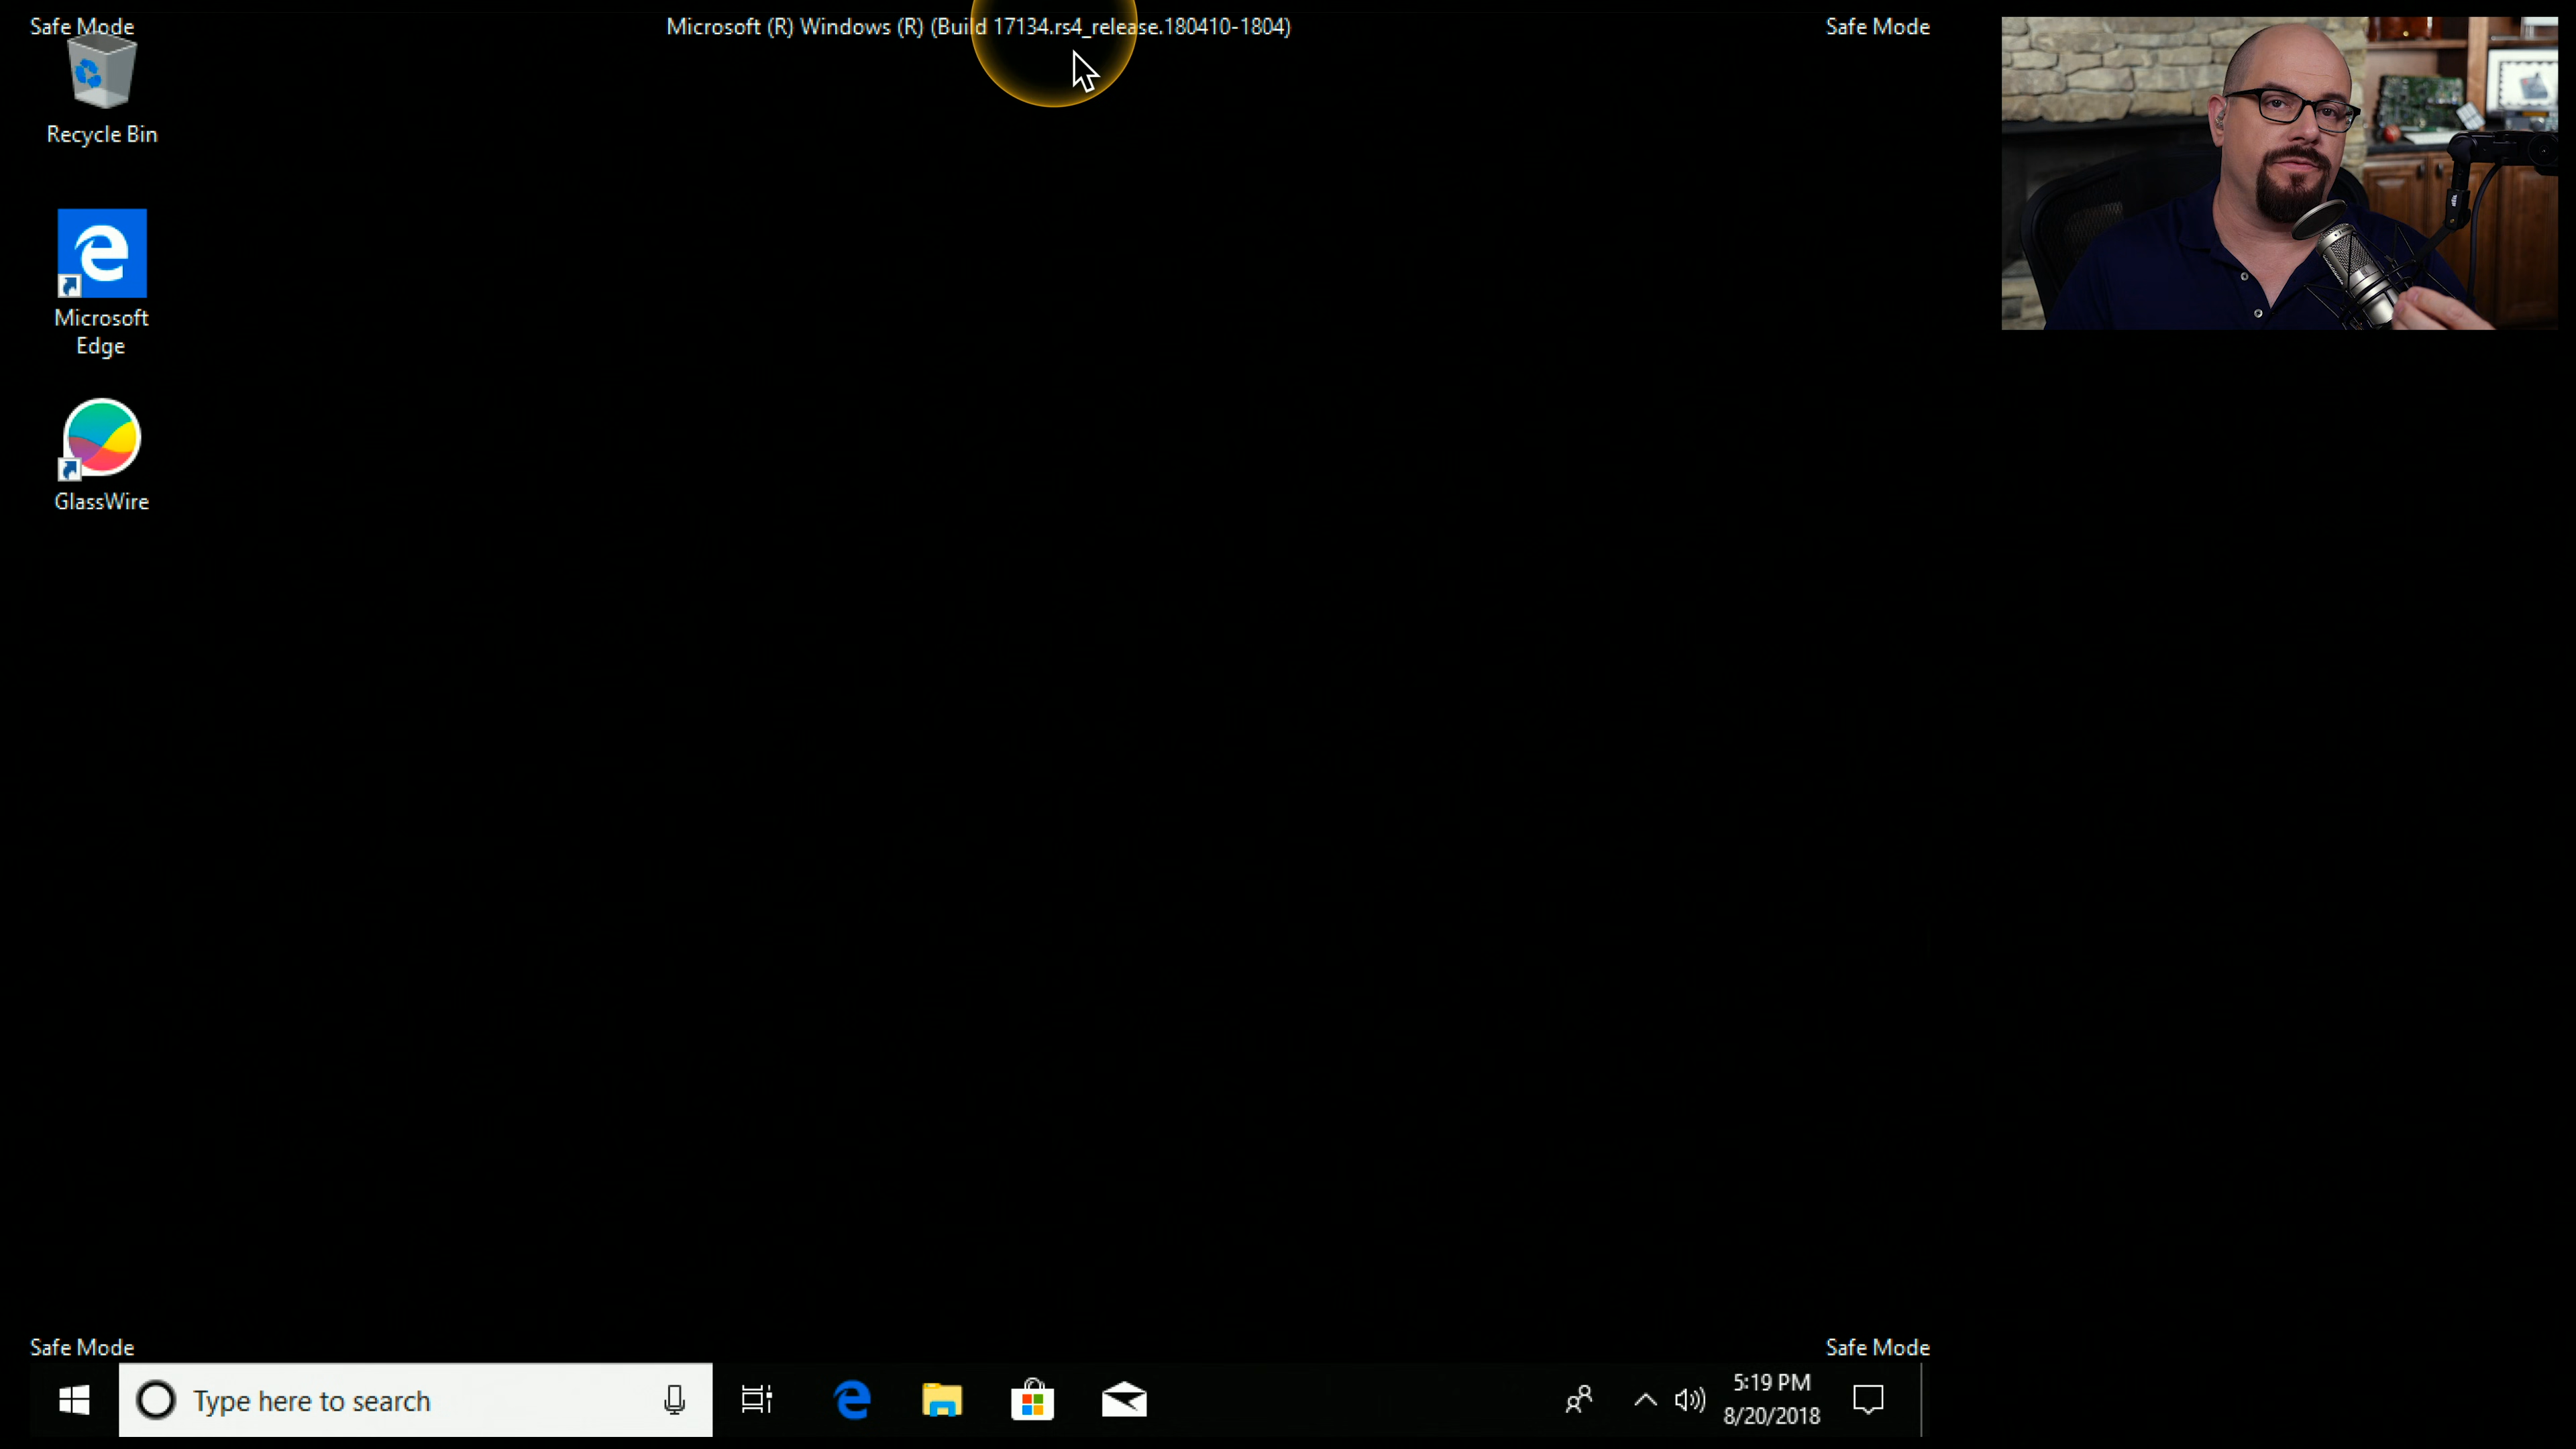 Safe Mode
Microsoft (R) Windows (R) (Build 17134.rs4_release.180410-1804)
Safe Mode
Recycle Bin
Microsoft
Edge
GlassWire
Safe Mode
Safe Mode
Type here to search
5:19 PM
8/20/2018